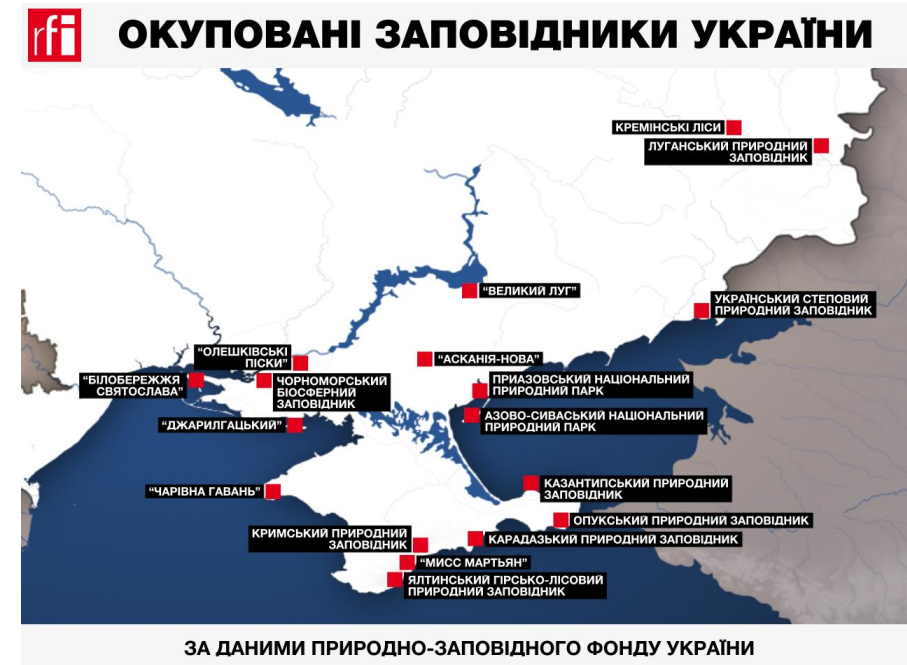 rfi
ОКУПОВАНІ ЗАПОВІДНИКИ УКРАЇНИ
КРЕМІНСЬКІ ЛІСИ
ЛУГАНСЬКИЙ ПРИРОДНИЙ
ЗАПОВІДНИК
“ВЕЛИКИЙ ЛУГ”
УКРАЇНСЬКИЙ СТЕПОВИЙ
ПРИРОДНИЙ ЗАПОВІДНИК
“ОЛЕШКІВСЬКІ
ПІСКИ”
“АСКАНІЯ-НОВА”
“БІЛОБЕРЕЖЖЯ
СВЯТОСЛАВА”
ЧОРНОМОРСЬКИЙ
БІОСФЕРНИЙ
ЗАПОВІДНИК
ПРИАЗОВСЬКИЙ НАЦІОНАЛЬНИЙ
ПРИРОДНИЙ ПАРК
“ДЖАРИЛГАЦЬКИЙ”
АЗОВО-СИВАСЬКИЙ НАЦІОНАЛЬНИЙ
ПРИРОДНИЙ ПАРК
“ЧАРІВНА ГАВАНЬ”
КАЗАНТИПСЬКИЙ ПРИРОДНИЙ
ЗАПОВІДНИК
ОПУКСЬКИЙ ПРИРОДНИЙ ЗАПОВІДНИК
КРИМСЬКИЙ ПРИРОДНИЙ
ЗАПОВІДНИК
КАРАДАЗЬКИЙ ПРИРОДНИЙ ЗАПОВІДНИК
“МИСС МАРТЬЯН”
ЯЛТИНСЬКИЙ ГІРСЬКО-ЛІСОВИЙ
ПРИРОДНИЙ ЗАПОВІДНИК
ЗА ДАНИМИ ПРИРОДНО-ЗАПОВІДНОГО ФОНДУ УКРАЇНИ